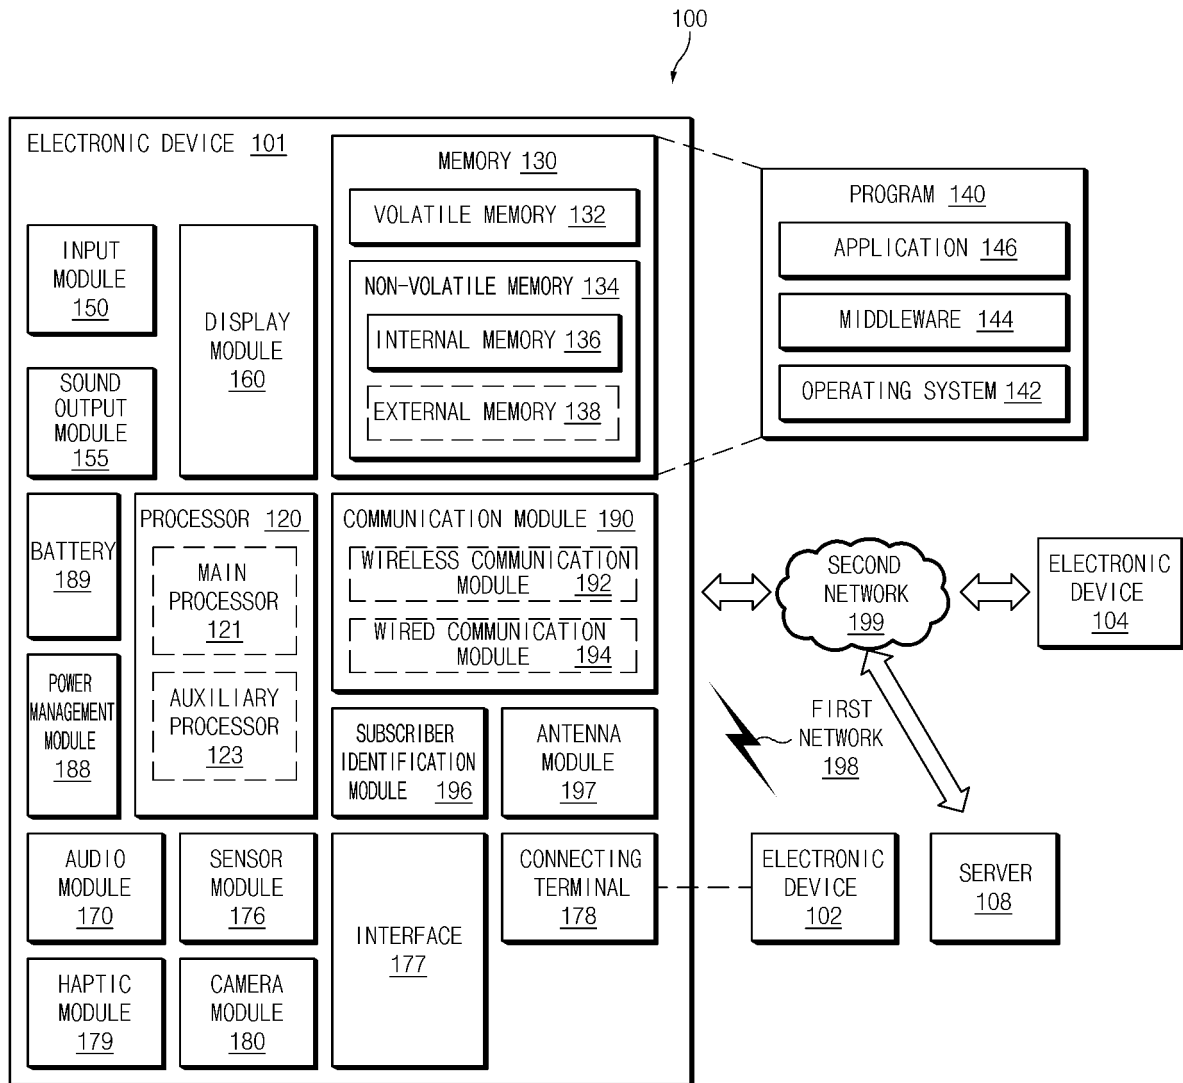 100
ELECTRONIC DEVICE 101
MEMORY 130
VOLATILE MEMORY 132
NON-VOLATILE MEMORY 134
INTERNAL MEMORY 136
EXTERNAL MEMORY 138
PROGRAM 140
APPLICATION 146
MIDDLEWARE 144
OPERATING SYSTEM 142
INPUT
MODULE
150
DISPLAY
MODULE
160
SOUND
OUTPUT
MODULE
155
BATTERY
189
PROCESSOR 120
MAIN
PROCESSOR
121
AUXILIARY
PROCESSOR
123
COMMUNICATION MODULE 190
WIRELESS COMMUNICATION
MODULE 192
WIRED COMMUNICATION
MODULE 194
SECOND
NETWORK
199
ELECTRONIC
DEVICE
104
POWER
MANAGEMENT
MODULE
188
SUBSCRIBER
IDENTIFICATION
MODULE 196
ANTENNA
MODULE
197
FIRST
NETWORK
198
AUDIO
MODULE
170
SENSOR
MODULE
176
INTERFACE
177
CONNECTING
TERMINAL
178
ELECTRONIC
DEVICE
102
SERVER
108
HAPTIC
MODULE
179
CAMERA
MODULE
180